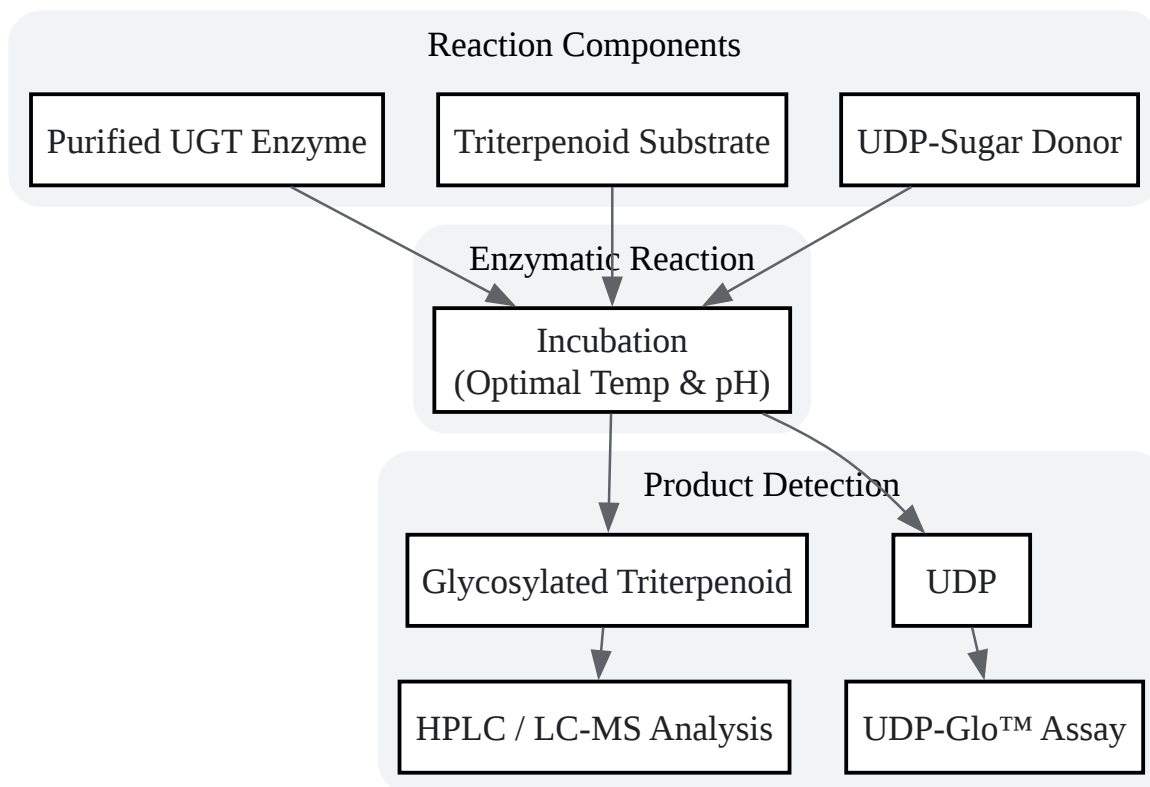 Reaction Components
Purified UGT Enzyme
Triterpenoid Substrate
UDP-Sugar Donor
Enzymatic Reaction
Incubation
(Optimal Temp & pH)
Product Detection
Glycosylated Triterpenoid
UDP
HPLC / LC-MS Analysis
UDP-Glo™ Assay